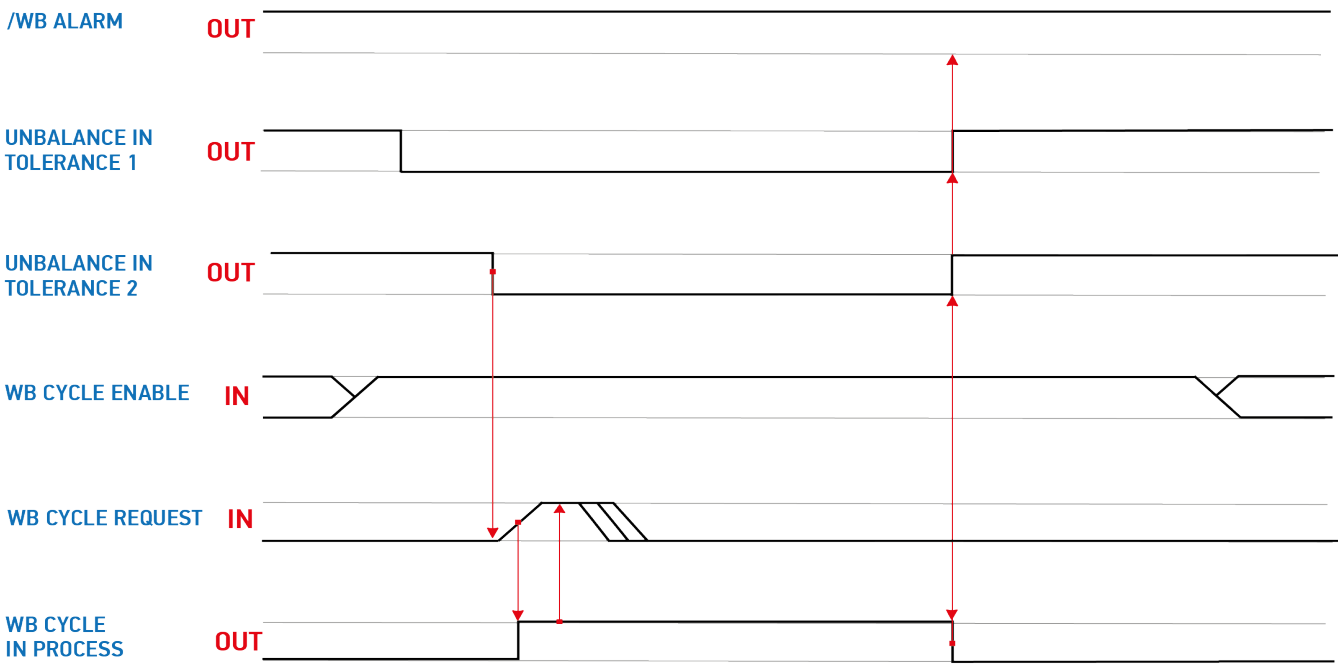 /WB ALARM OUT
UNBALANCE IN
TOLERANCE 1 OUT
UNBALANCE IN
TOLERANCE 2 OUT
WB CYCLE ENABLE IN
WB CYCLE REQUEST IN
WB CYCLE
IN PROCESS OUT